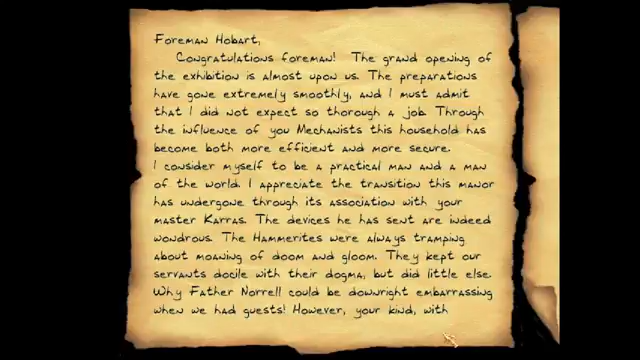 Foreman Hobart,
Congratulations foreman! The grand opening of
the exhibition is almost upon us. The preparations
have gone extremely smoothly, and I must admit
that I did not expect so thorough a job. Through
the influence of you Mechanists this household has
become both more efficient and more secure.
I consider myself to be a practical man and a man
of the world. I appreciate the transition this manor
has undergone through its association with your
master Karras. The devices he has sent are indeed
wondrous. The Hammerites were always tramping
about moaning of doom and gloom. They kept our
servants docile with their dogma, but did little else.
Why Father Norrell could be downright embarrassing
when we had guests! However, your kind, with